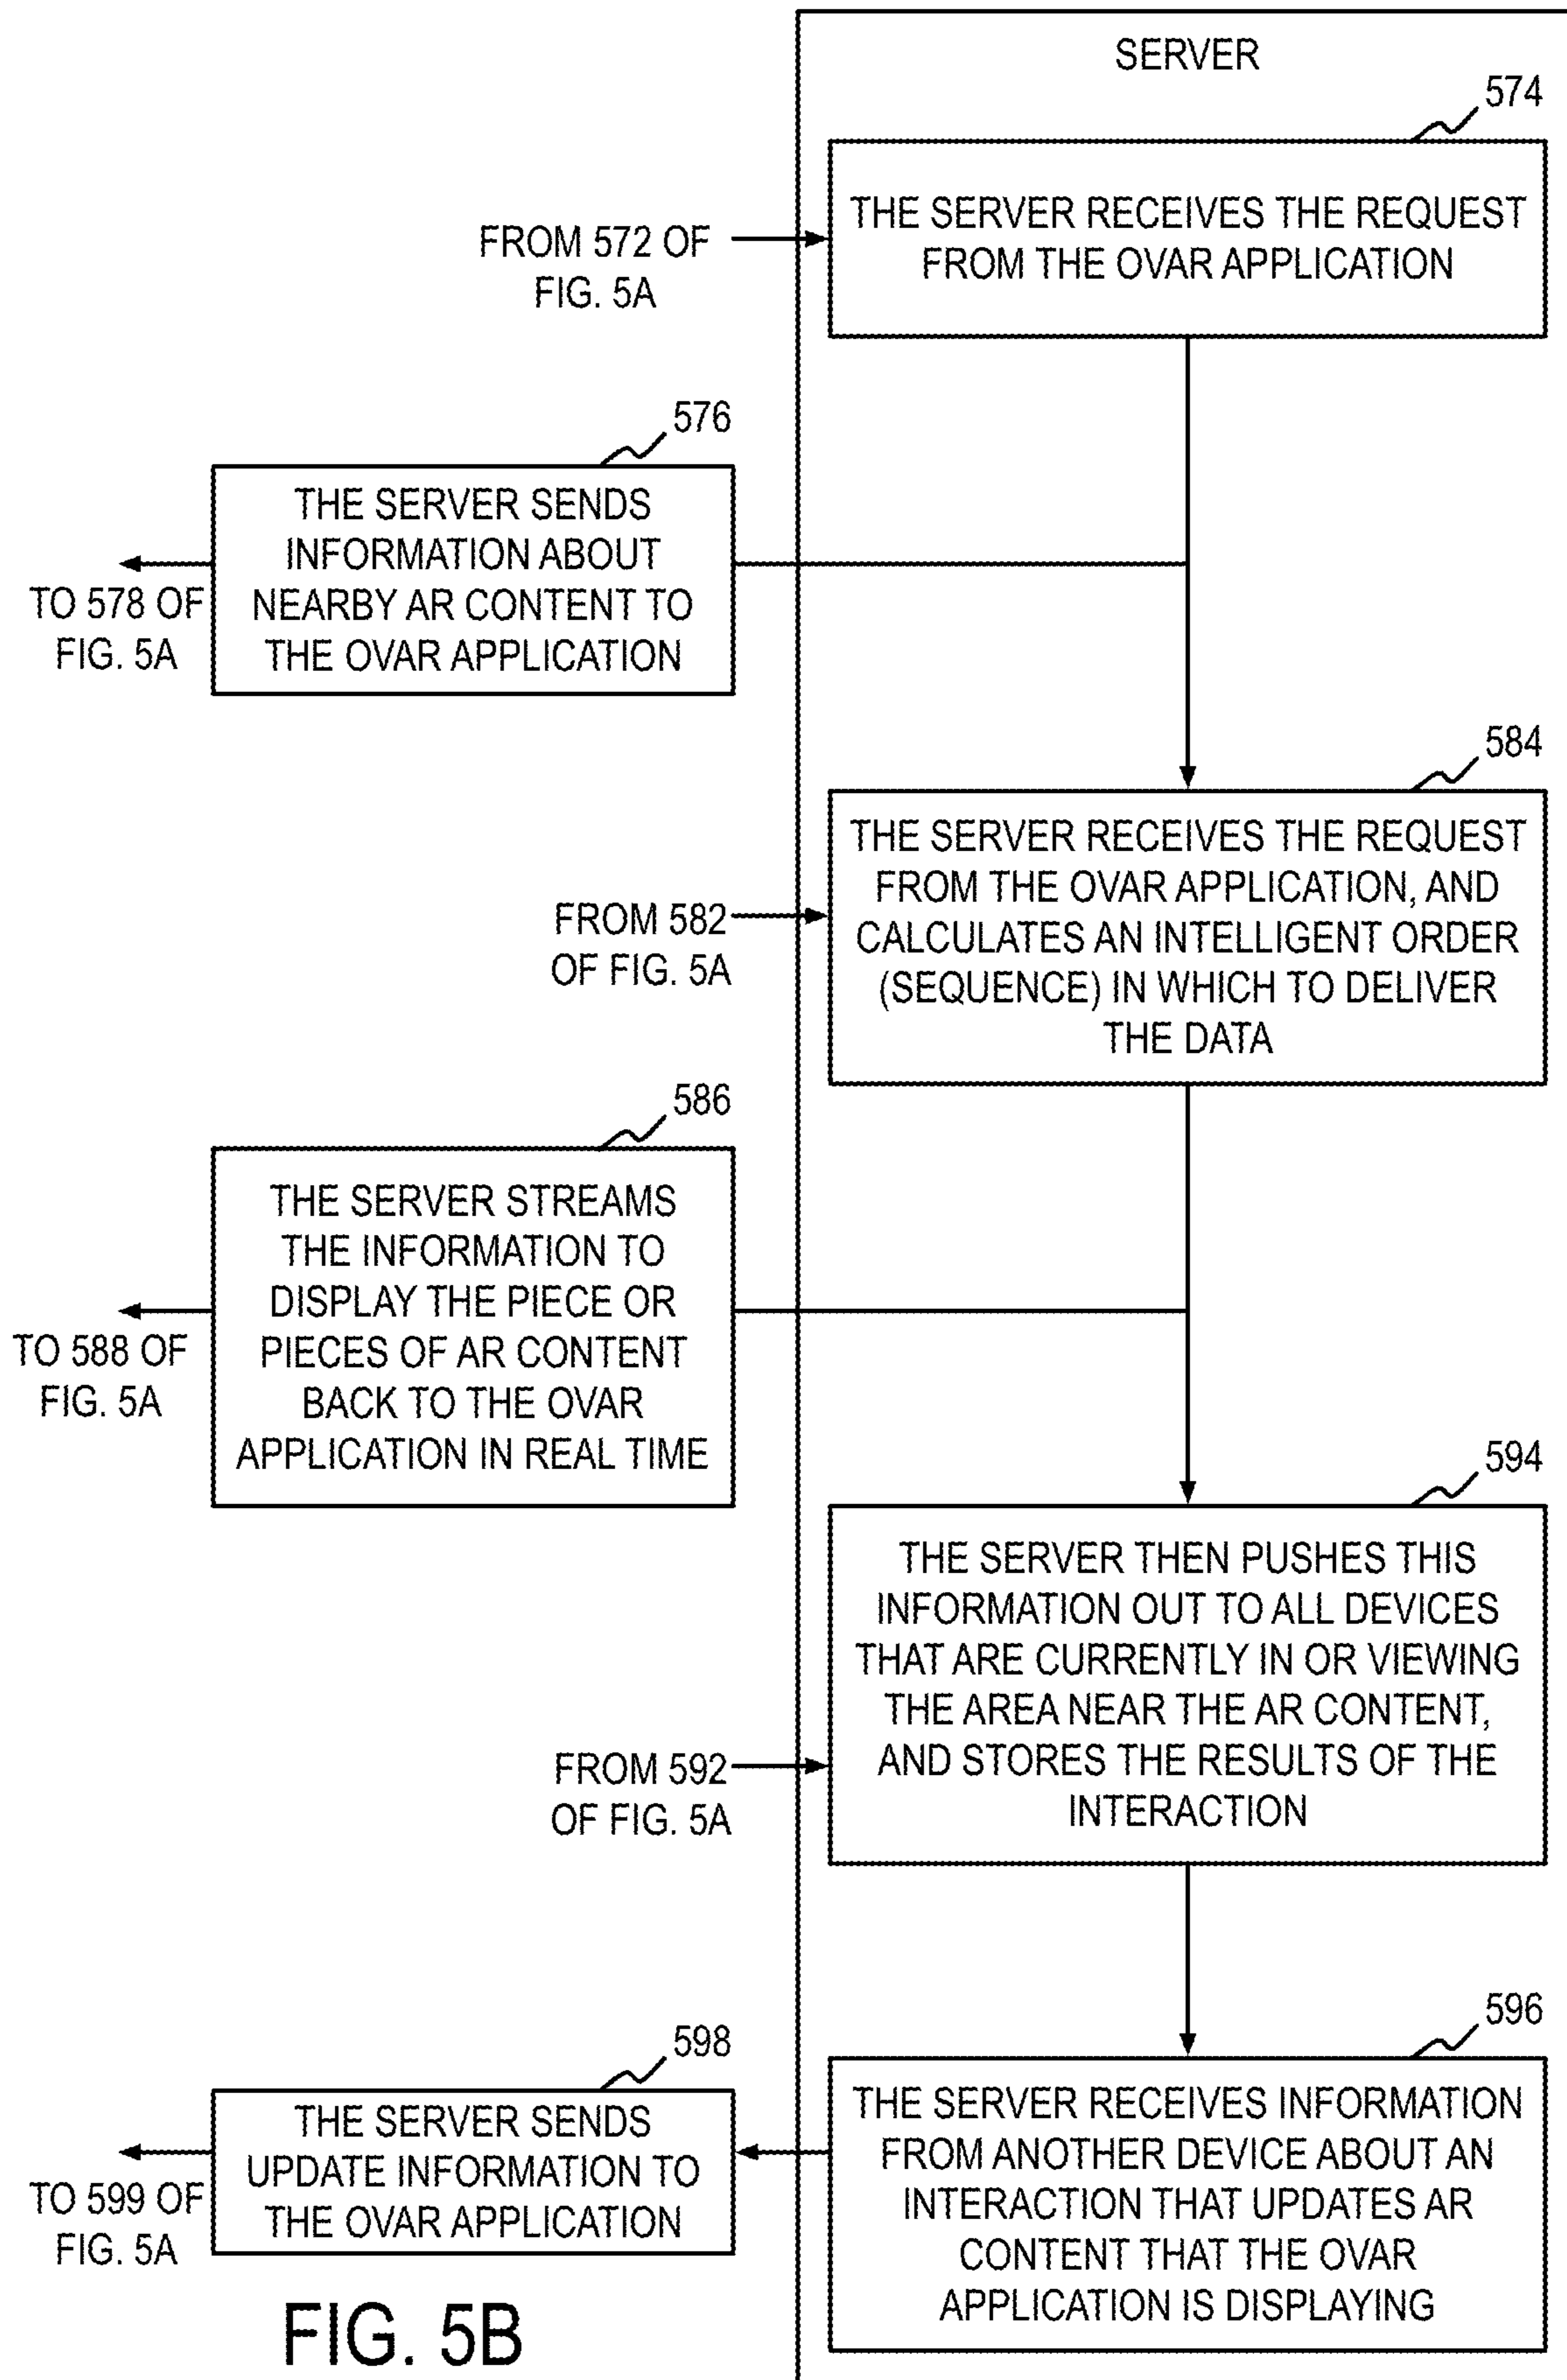 SERVER
574
THE SERVER RECEIVES THE REQUEST
FROM THE OVAR APPLICATION
FROM 572 OF
FIG. 5A
576
THE SERVER SENDS
INFORMATION ABOUT
NEARBY AR CONTENT TO
THE OVAR APPLICATION
TO 578 OF
FIG. 5A
584
THE SERVER RECEIVES THE REQUEST
FROM THE OVAR APPLICATION, AND
CALCULATES AN INTELLIGENT ORDER
(SEQUENCE) IN WHICH TO DELIVER
THE DATA
FROM 582
OF FIG. 5A
586
THE SERVER STREAMS
THE INFORMATION TO
DISPLAY THE PIECE OR
PIECES OF AR CONTENT
BACK TO THE OVAR
APPLICATION IN REAL TIME
TO 588 OF
FIG. 5A
594
THE SERVER THEN PUSHES THIS
INFORMATION OUT TO ALL DEVICES
THAT ARE CURRENTLY IN OR VIEWING
THE AREA NEAR THE AR CONTENT,
AND STORES THE RESULTS OF THE
INTERACTION
FROM 592
OF FIG. 5A
596
THE SERVER RECEIVES INFORMATION
FROM ANOTHER DEVICE ABOUT AN
INTERACTION THAT UPDATES AR
CONTENT THAT THE OVAR
APPLICATION IS DISPLAYING
598
THE SERVER SENDS
UPDATE INFORMATION TO
THE OVAR APPLICATION
TO 599 OF
FIG. 5A
FIG. 5B